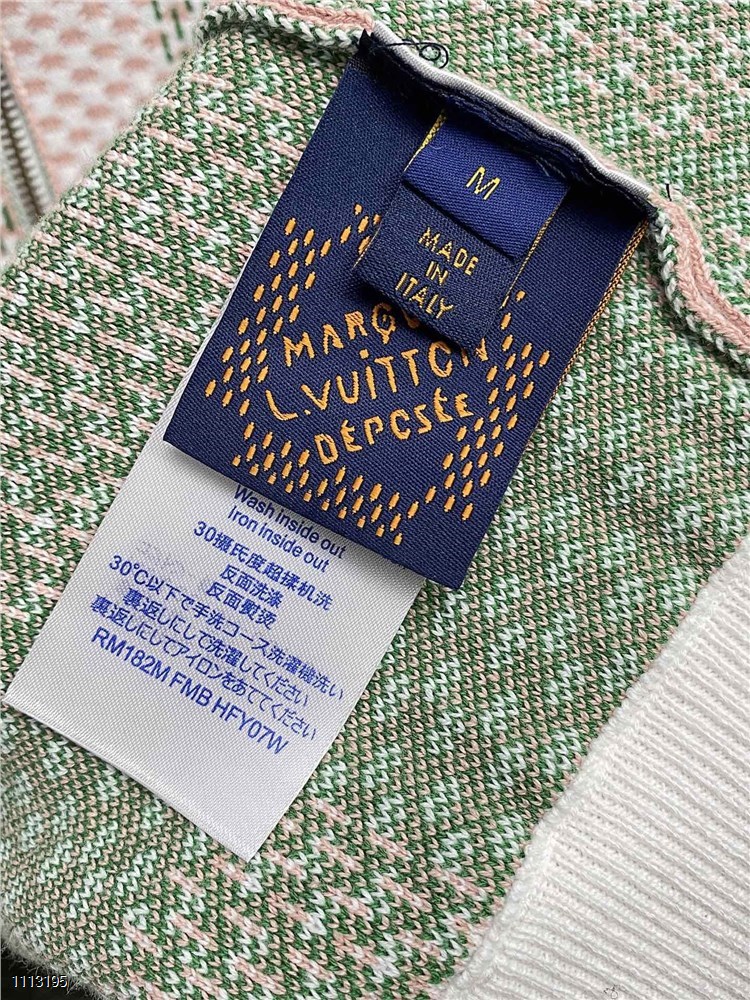 M
MADE
IN
ITALY
L.VUITTON
DÉPOSÉE
Wash inside out
Iron inside out
30摄氏度超揉机洗
反面洗涤
反面熨烫
30℃以下で手洗コース洗濯機洗い
裏返しにして洗濯してください
裏返しにしてアイロンをあててください
RM182M FMB HFY07W
1113195